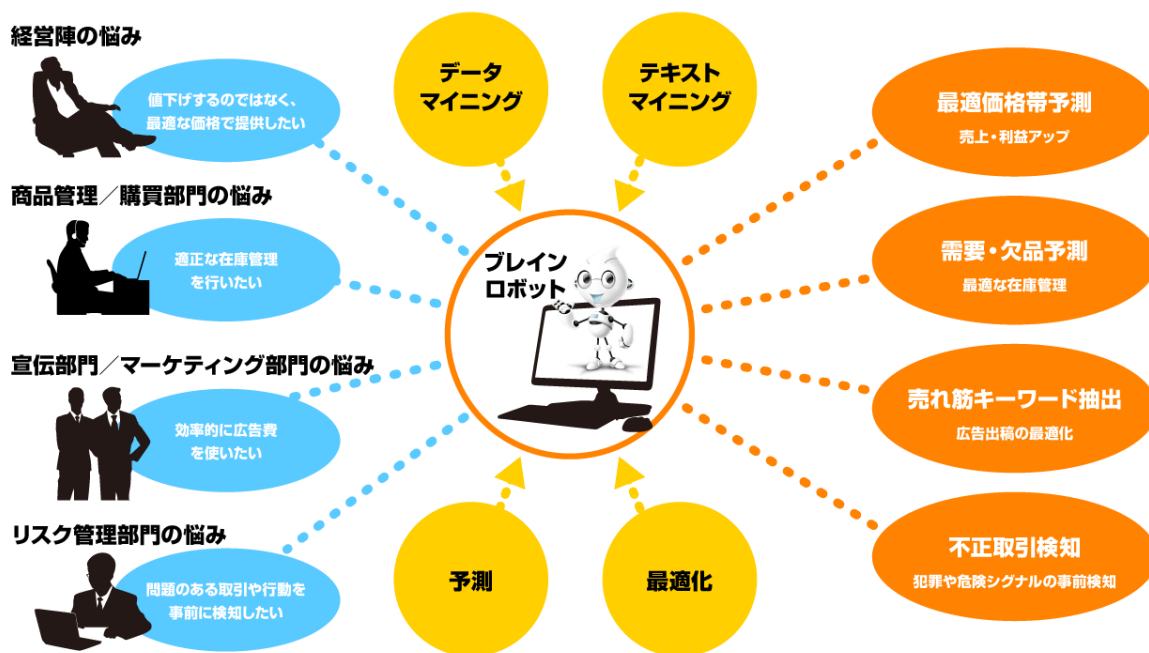 経営陣の悩み
値下げするのではなく、
最適な価格で提供したい
商品管理／購買部門の悩み
適正な在庫管理
を行いたい
宣伝部門／マーケティング部門の悩み
効率的に広告費
を使いたい
リスク管理部門の悩み
問題のある取引や行動を
事前に検知したい
データ
マイニング
テキスト
マイニング
ブレイン
ロボット
予測
最適化
最適価格帯予測
売上・利益アップ
需要・欠品予測
最適な在庫管理
売れ筋キーワード抽出
広告出稿の最適化
不正取引検知
犯罪や危険シグナルの事前検知